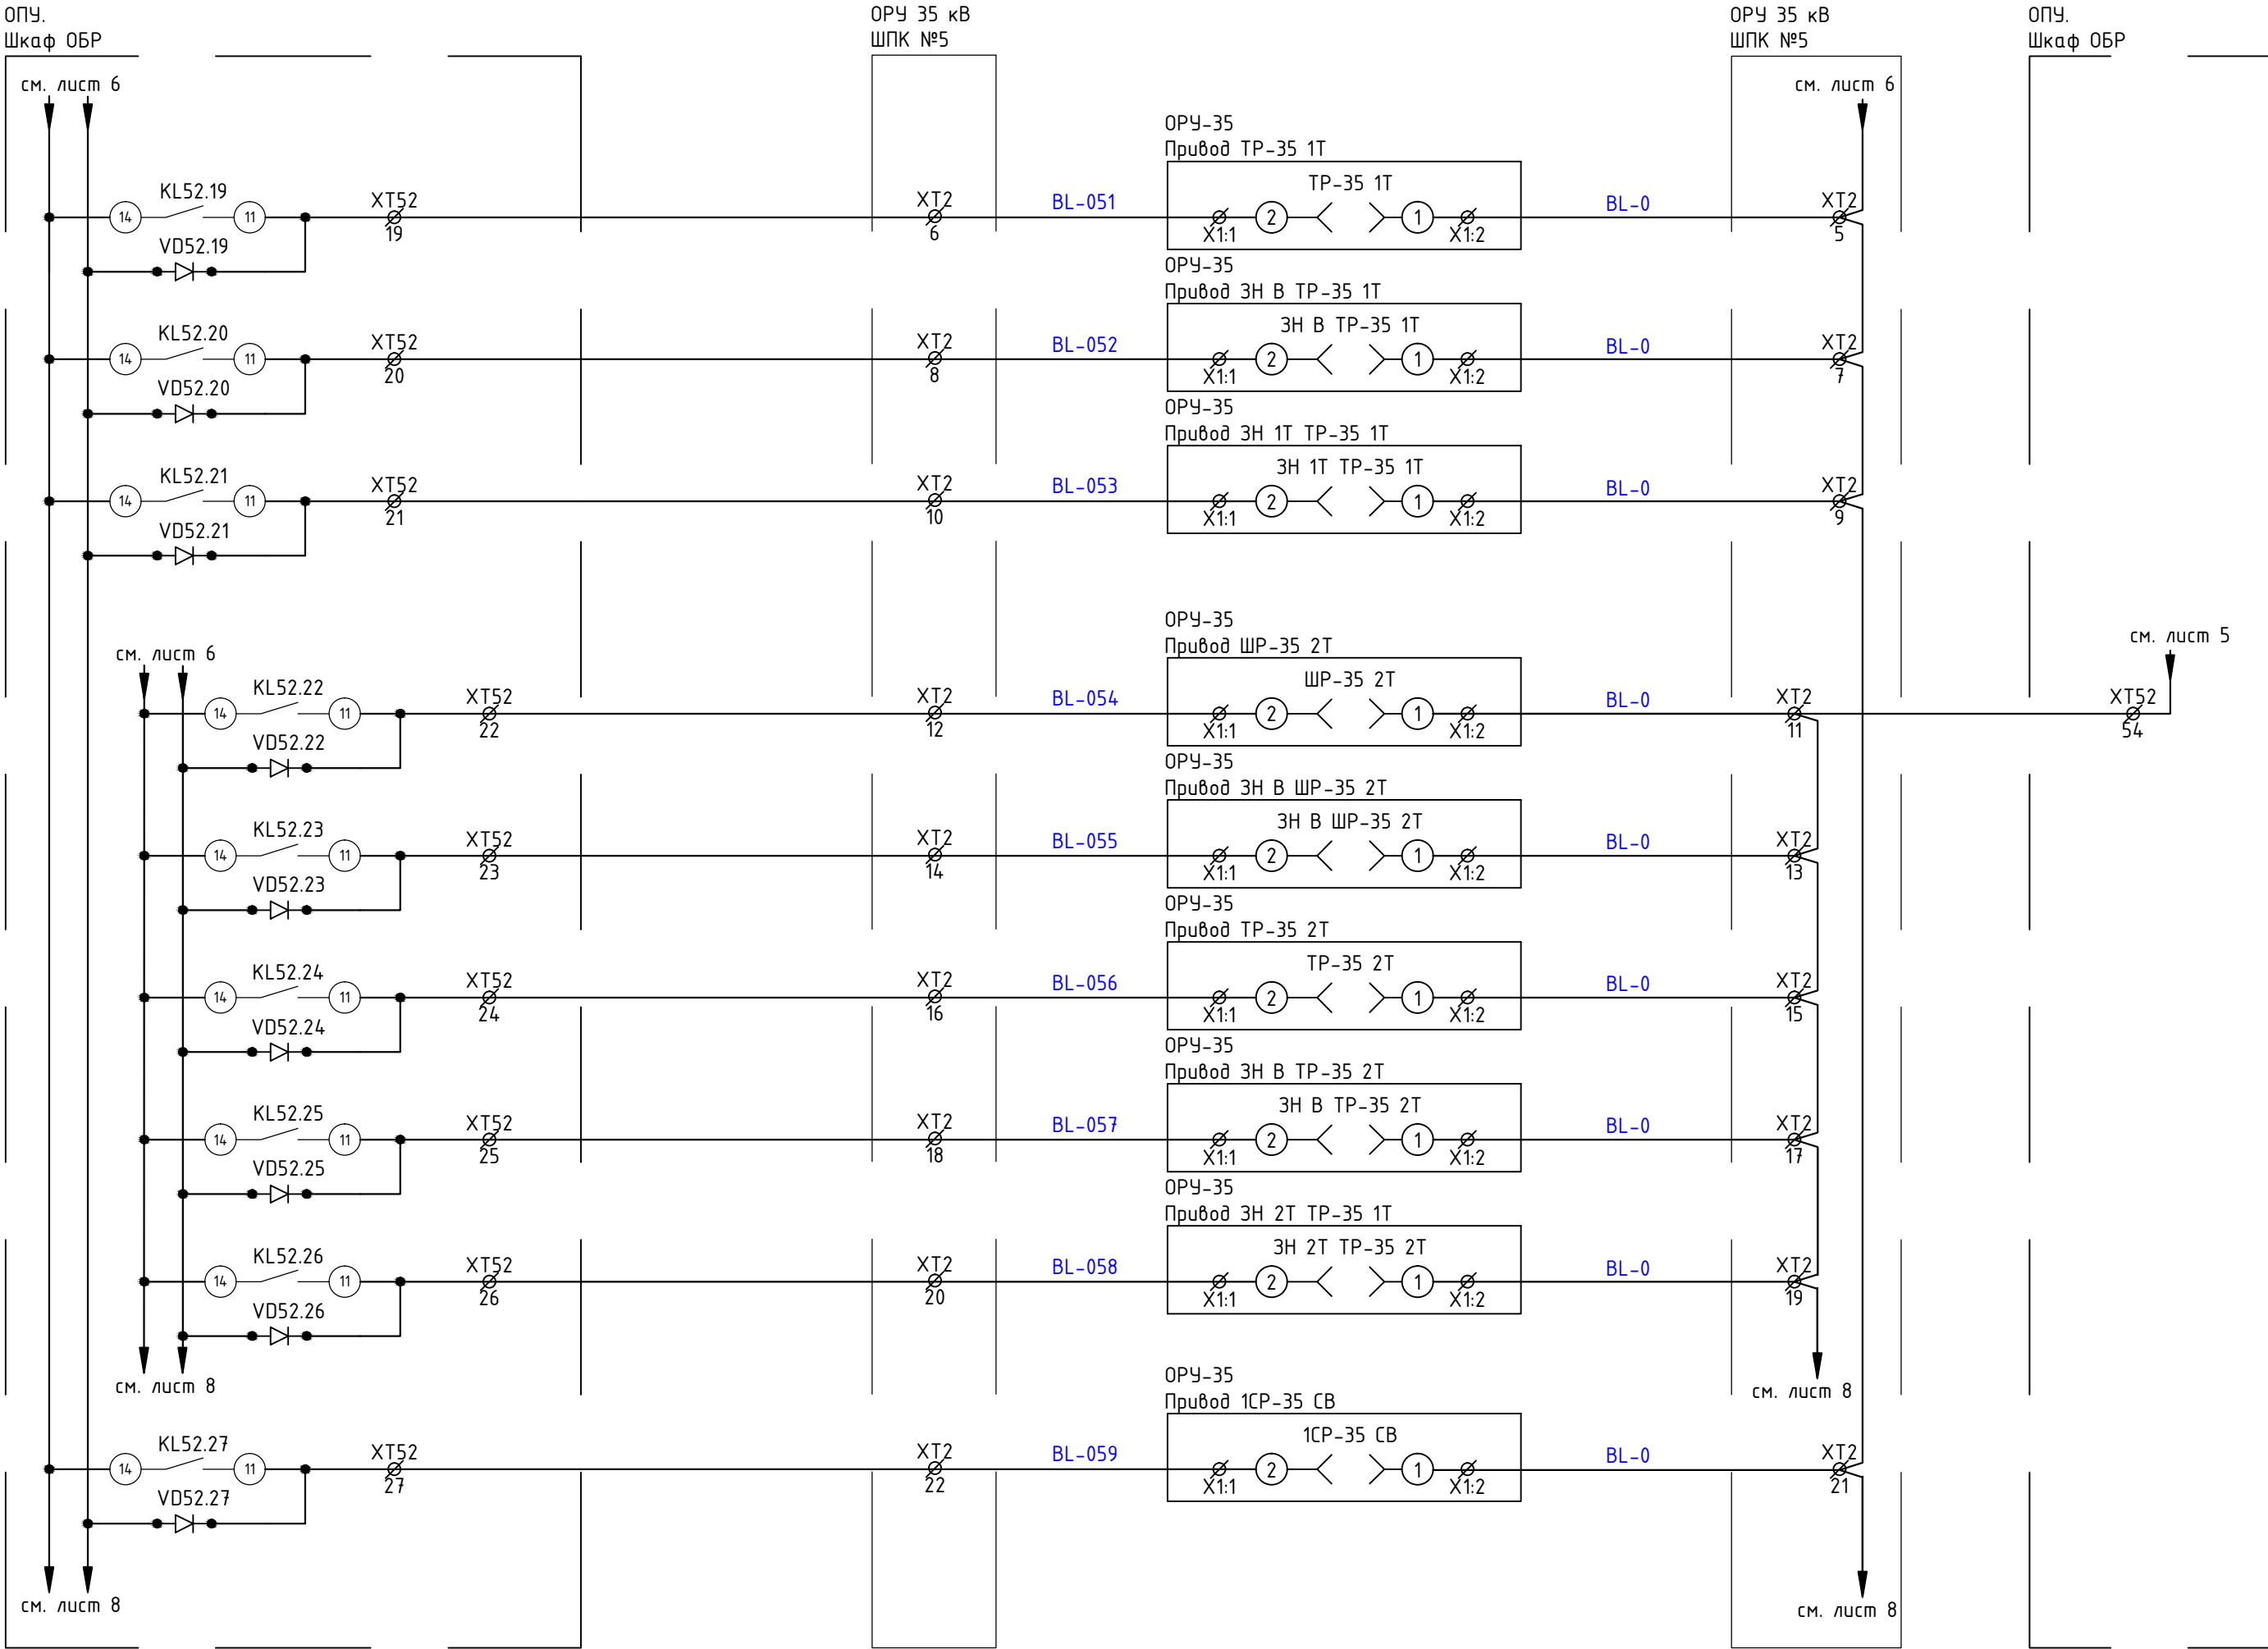 ОПУ.
Шкаф ОБР
ОРУ 35 кВ
ШПК №5
ОРУ 35 кВ
ШПК №5
ОПУ.
Шкаф ОБР
см. лист 6
см. лист 6
ОРУ-35
Привод ТР-35 1Т
KL52.19
14
11
VD52.19
XT52
19
XT2
6
BL-051
ТР-35 1Т
X1:1
2
1
X1:2
BL-0
XT2
5
ОРУ-35
Привод ЗН В ТР-35 1Т
KL52.20
14
11
VD52.20
XT52
20
XT2
8
BL-052
ЗН В ТР-35 1Т
X1:1
2
1
X1:2
BL-0
XT2
7
ОРУ-35
Привод ЗН 1Т ТР-35 1Т
KL52.21
14
11
VD52.21
XT52
21
XT2
10
BL-053
ЗН 1Т ТР-35 1Т
X1:1
2
1
X1:2
BL-0
XT2
9
см. лист 6
ОРУ-35
Привод ШР-35 2Т
см. лист 5
KL52.22
14
11
VD52.22
XT52
22
XT2
12
BL-054
ШР-35 2Т
X1:1
2
1
X1:2
BL-0
XT2
11
XT52
54
ОРУ-35
Привод ЗН В ШР-35 2Т
KL52.23
14
11
VD52.23
XT52
23
XT2
14
BL-055
ЗН В ШР-35 2Т
X1:1
2
1
X1:2
BL-0
XT2
13
ОРУ-35
Привод ТР-35 2Т
KL52.24
14
11
VD52.24
XT52
24
XT2
16
BL-056
ТР-35 2Т
X1:1
2
1
X1:2
BL-0
XT2
15
ОРУ-35
Привод ЗН В ТР-35 2Т
KL52.25
14
11
VD52.25
XT52
25
XT2
18
BL-057
ЗН В ТР-35 2Т
X1:1
2
1
X1:2
BL-0
XT2
17
ОРУ-35
Привод ЗН 2Т ТР-35 1Т
KL52.26
14
11
VD52.26
XT52
26
XT2
20
BL-058
ЗН 2Т ТР-35 2Т
X1:1
2
1
X1:2
BL-0
XT2
19
см. лист 8
см. лист 8
ОРУ-35
Привод 1СР-35 СВ
KL52.27
14
11
VD52.27
XT52
27
XT2
22
BL-059
1СР-35 СВ
X1:1
2
1
X1:2
BL-0
XT2
21
см. лист 8
см. лист 8